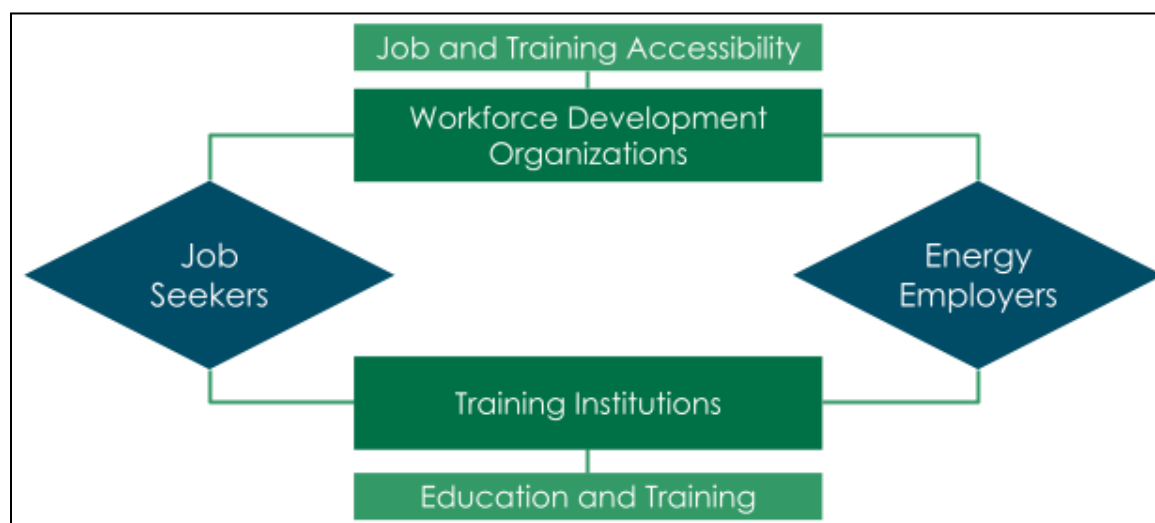 Job and Training Accessibility
Workforce Development
Organizations
Job
Seekers
Energy
Employers
Training Institutions
Education and Training